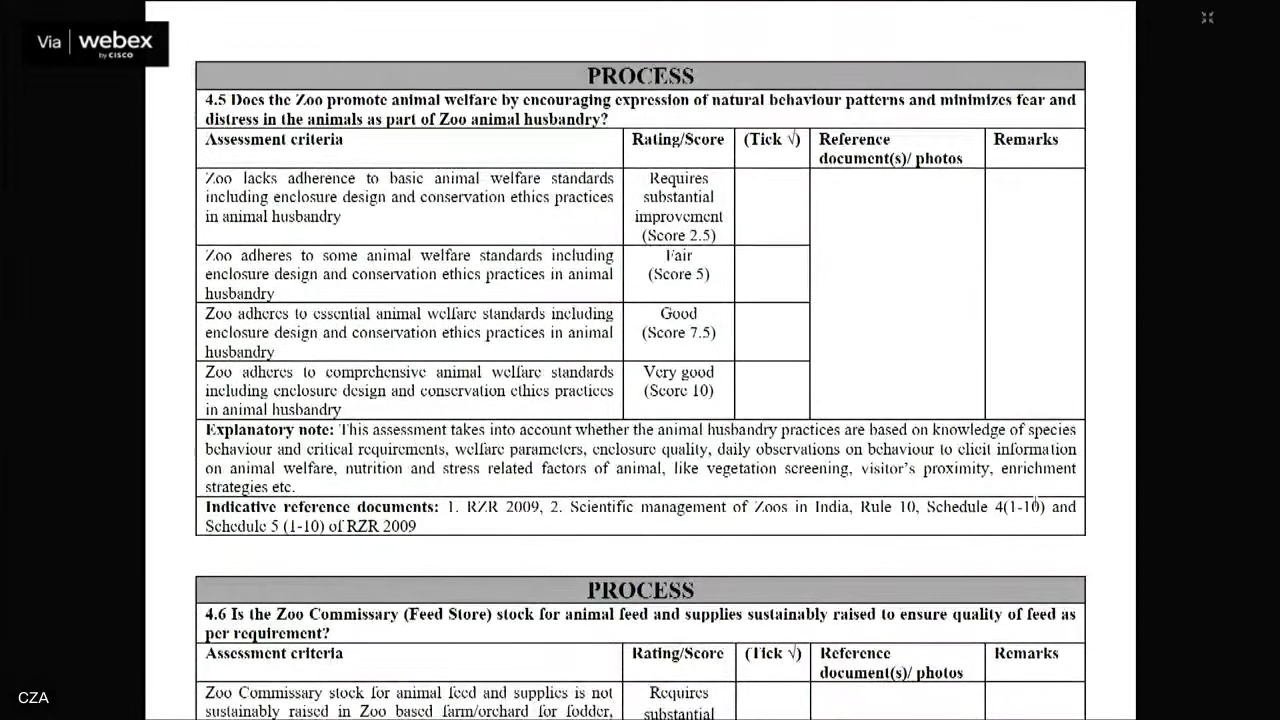 Via webex
by CISCO
PROCESS
4.5 Does the Zoo promote animal welfare by encouraging expression of natural behaviour patterns and minimizes fear and
distress in the animals as part of Zoo animal husbandry?
Assessment criteria Rating/Score (Tick √) Reference Remarks
document(s)/ photos
Zoo lacks adherence to basic animal welfare standards Requires
including enclosure design and conservation ethics practices substantial
in animal husbandry improvement
(Score 2.5)
Zoo adheres to some animal welfare standards including Fair
enclosure design and conservation ethics practices in animal (Score 5)
husbandry
Zoo adheres to essential animal welfare standards including Good
enclosure design and conservation ethics practices in animal (Score 7.5)
husbandry
Zoo adheres to comprehensive animal welfare standards Very good
including enclosure design and conservation ethics practices (Score 10)
in animal husbandry
Explanatory note: This assessment takes into account whether the animal husbandry practices are based on knowledge of species
behaviour and critical requirements, welfare parameters, enclosure quality, daily observations on behaviour to elicit information
on animal welfare, nutrition and stress related factors of animal, like vegetation screening, visitor's proximity, enrichment
strategies etc.
Indicative reference documents: 1. RZR 2009, 2. Scientific management of Zoos in India, Rule 10, Schedule 4(1-10) and
Schedule 5 (1-10) of RZR 2009
PROCESS
4.6 Is the Zoo Commissary (Feed Store) stock for animal feed and supplies sustainably raised to ensure quality of feed as
per requirement?
Assessment criteria Rating/Score (Tick √) Reference Remarks
document(s)/ photos
Zoo Commissary stock for animal feed and supplies is not Requires
sustainably raised in Zoo based farm/orchard for fodder, substantial
CZA